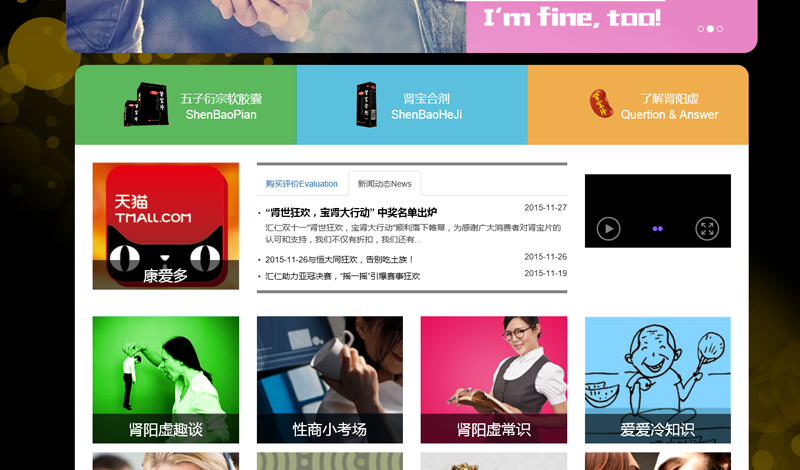 I'm fine, too!
五子衍宗软胶囊
ShenBaoPian
肾宝合剂
ShenBaoHeJi
了解肾阳虚
Quertion & Answer
天猫
TMALL.COM
康爱多
购买评价Evaluation
新闻动态News
“肾世狂欢，宝肾大行动” 中奖名单出炉
2015-11-27
汇仁双十一“肾世狂欢，宝肾大行动”顺利落下帷幕，为感谢广大消费者对肾宝片的
认可和支持，我们不仅有折扣，我们还有...
2015-11-26与恒大同狂欢，告别吃土族！
2015-11-26
汇仁助力亚冠决赛，“摇一摇”引爆赛事狂欢
2015-11-19
肾阳虚趣谈
性商小考场
肾阳虚常识
爱爱冷知识